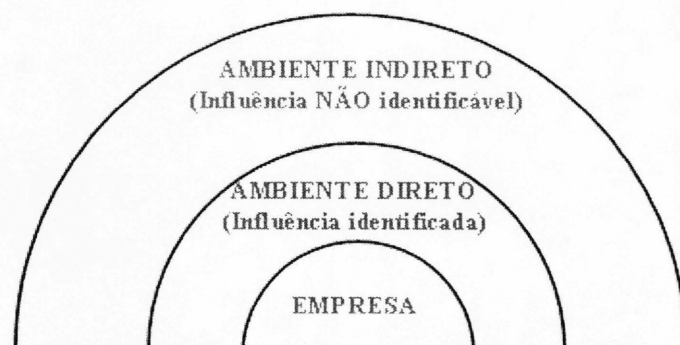 AMBIENTE INDIRETO
(Influência NÃO identificável)
AMBIENTE DIRETO
(Influência identificada)
EMPRESA